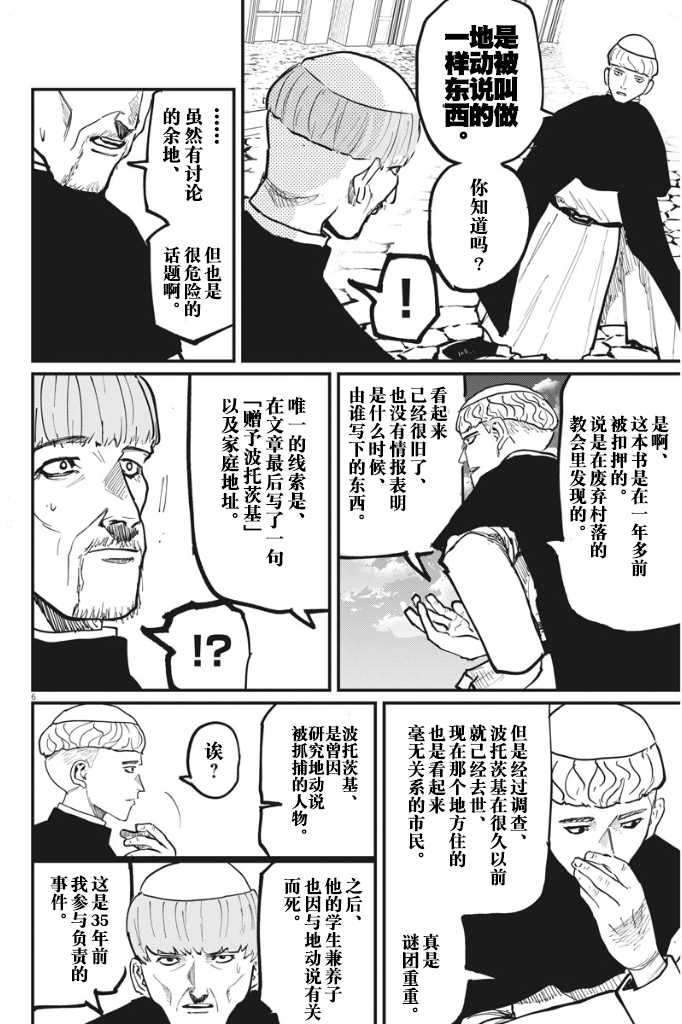 是被叫做
地动说的
一样东西。
你知道吗？
！
……
虽然有讨论
的余地、
但也是
很危险的
话题啊。
是啊、
这本书是在一年多前
被扣押的。
说是在废弃村落的
教会里发现的。
看起来
已经很旧了、
也没有情报表明
是什么时候、
由谁写下的东西。
唯一的线索是、
在文章最后写了一句
「赠予波托茨基」
以及家庭地址。
!?
6
但是经过调查、
波托茨基在很久以前
就已经去世、
现在那个地方住的
也是看起来
毫无关系的市民。
真是
谜团重重。
波托茨基、
是曾因
研究地动说
被抓捕的人物。
诶？
之后、
他的学生兼养子
也因与地动说有关
而死。
这是35年前
我参与负责的
事件。